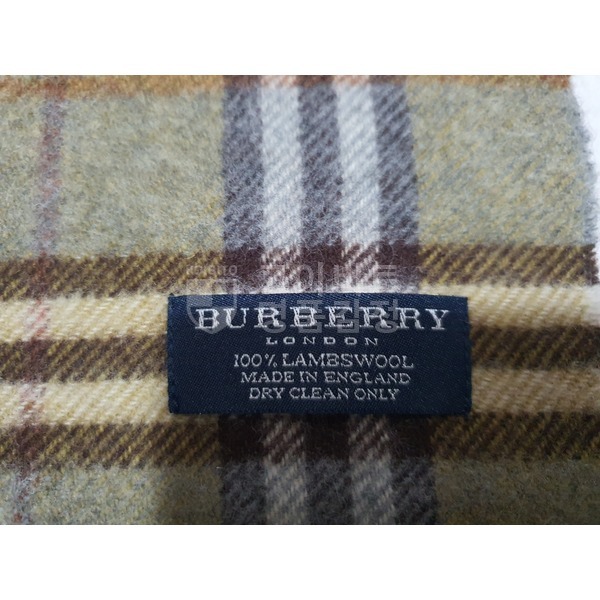 BURBERRY
LONDON
100% LAMBSWOOL
MADE IN ENGLAND
DRY CLEAN ONLY